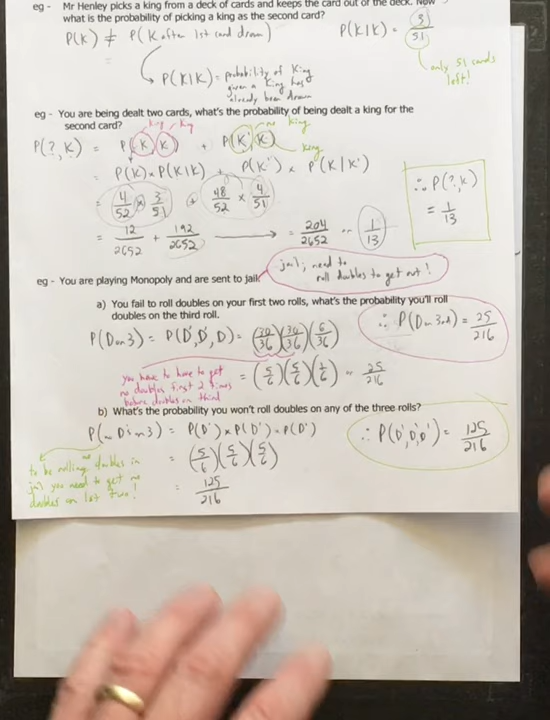 eg - Mr Henley picks a king from a deck of cards and keeps the card out of the deck. Now
what is the probability of picking a king as the second card?
P(K) ≠ P(K after 1st card drawn)
P(K|K) = 3/51
only 51 cards
left!
P(K|K) = probability of King
given a King has
already been drawn
eg - You are being dealt two cards, what's the probability of being dealt a king for the
second card?
king king
no king
P(?,K) = P(K,K) + P(K',K)
king
= P(K) × P(K|K) + P(K') × P(K|K')
= 4/52 × 3/51 + 48/52 × 4/51
∴ P(?,K)
= 1/13
= 12/2652 + 192/2652 → = 204/2652 or 1/13
eg - You are playing Monopoly and are sent to jail.
jail; need to
roll doubles to get out!
a) You fail to roll doubles on your first two rolls, what's the probability you'll roll
doubles on the third roll.
P(D on 3) = P(D',D',D) = (30/36)(30/36)(6/36)
∴ P(D on 3rd) = 25/216
= (5/6)(5/6)(1/6) = 25/216
you have to have to get
no doubles first 2 times
before doubles on third
b) What's the probability you won't roll doubles on any of the three rolls?
P(no D in 3) = P(D') × P(D') × P(D')
∴ P(D',D',D') = 125/216
= (5/6)(5/6)(5/6)
= 125/216
to be rolling doubles in
jail you need to get no
doubles on 1st two!